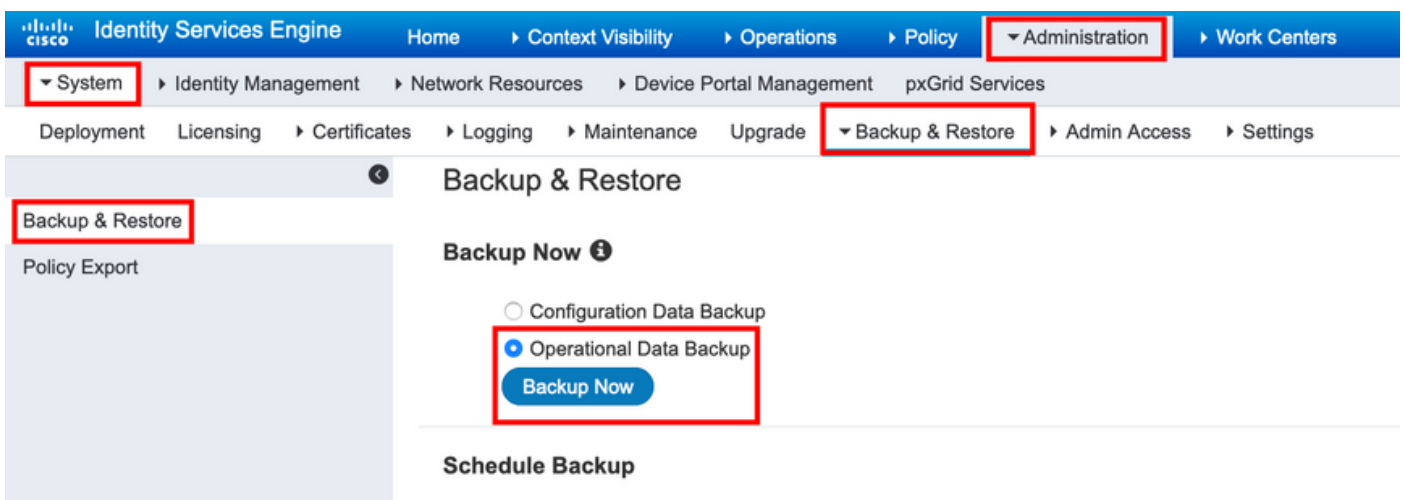 cisco Identity Services Engine Home Context Visibility Operations Policy Administration Work Centers
System Identity Management Network Resources Device Portal Management pxGrid Services
Deployment Licensing Certificates Logging Maintenance Upgrade Backup & Restore Admin Access Settings
Backup & Restore
Policy Export
Backup & Restore
Backup Now
Configuration Data Backup
Operational Data Backup
Backup Now
Schedule Backup